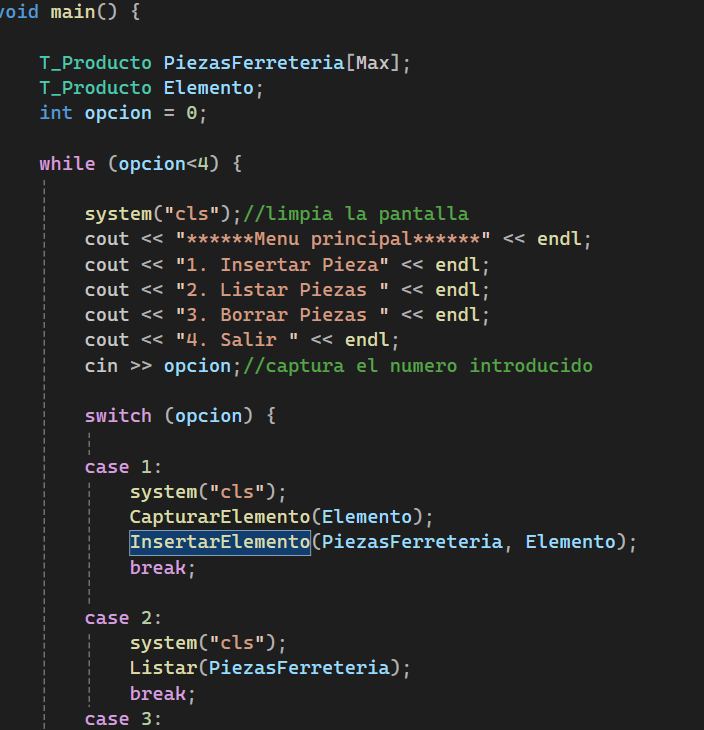 void main() {
T_Producto PiezasFerreteria[Max];
T_Producto Elemento;
int opcion = 0;
while (opcion<4) {
system("cls");//limpia la pantalla
cout << "******Menu principal******" << endl;
cout << "1. Insertar Pieza" << endl;
cout << "2. Listar Piezas " << endl;
cout << "3. Borrar Piezas " << endl;
cout << "4. Salir " << endl;
cin >> opcion;//captura el numero introducido
switch (opcion) {
case 1:
system("cls");
CapturarElemento(Elemento);
InsertarElemento(PiezasFerreteria, Elemento);
break;
case 2:
system("cls");
Listar(PiezasFerreteria);
break;
case 3: